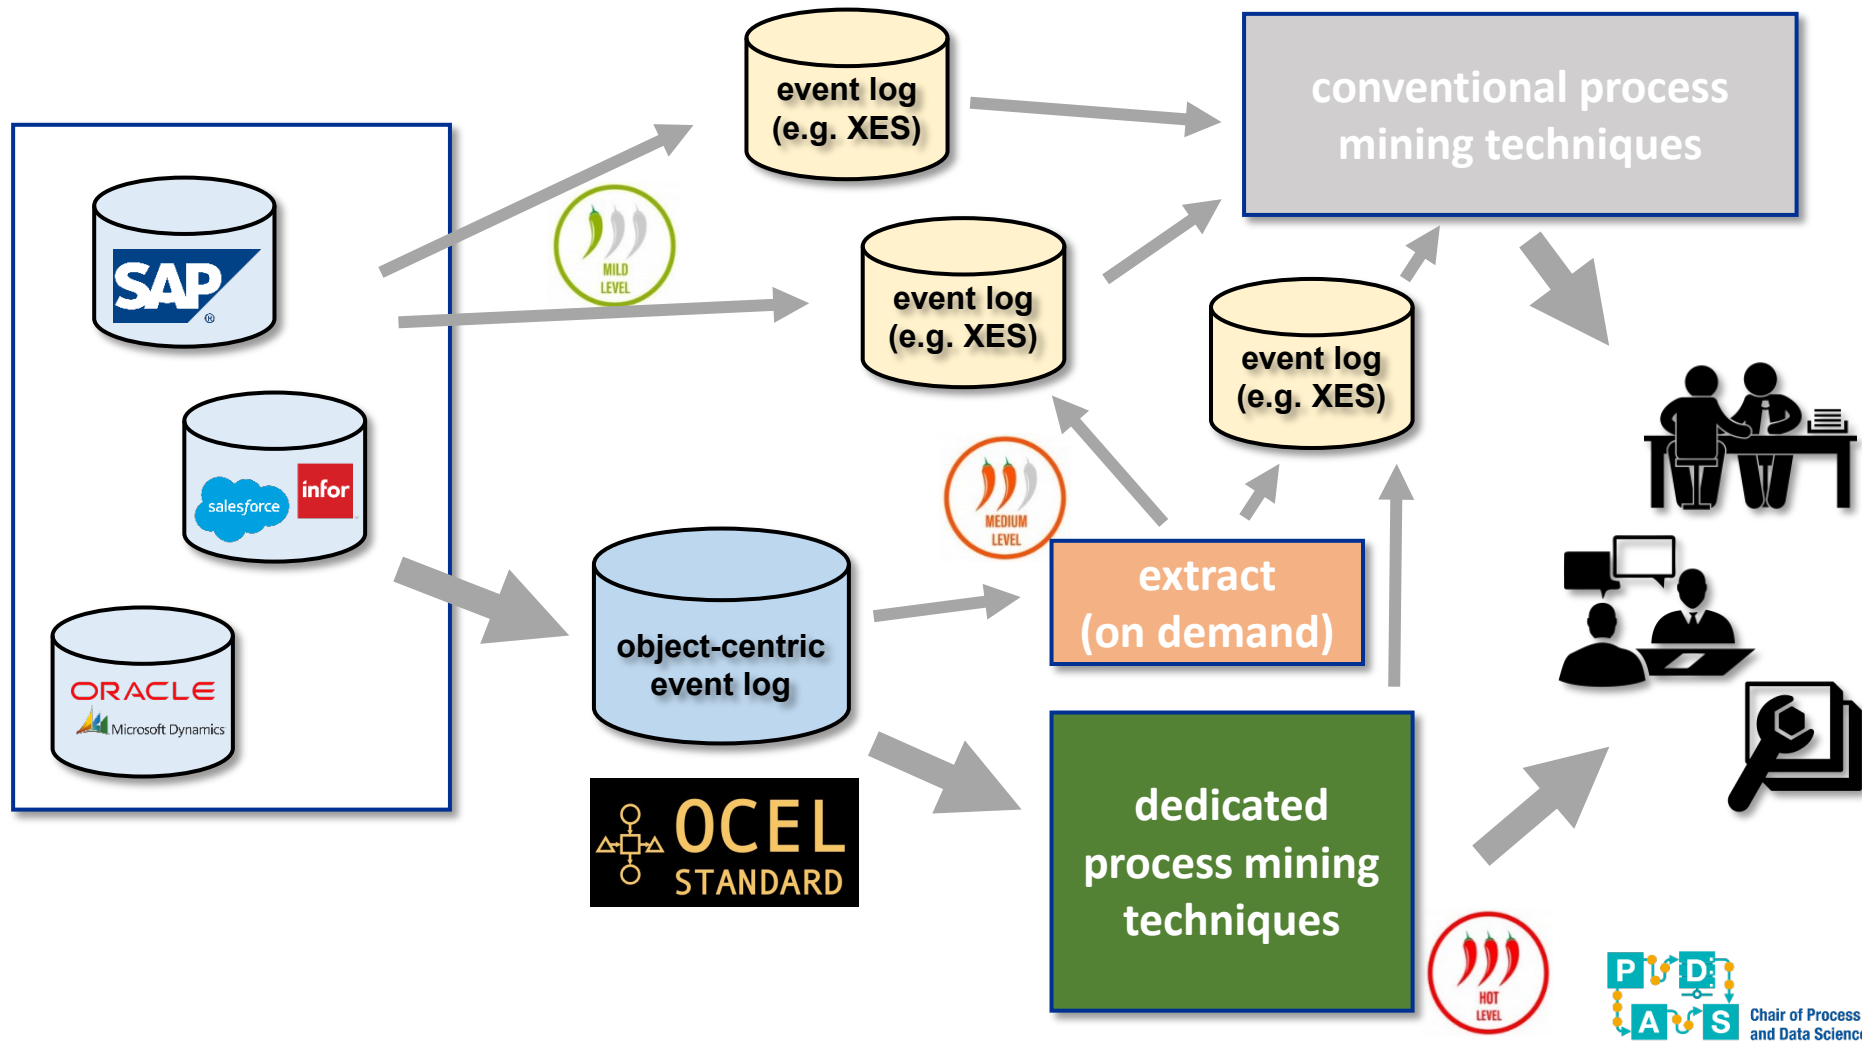 event log
(e.g. XES)
conventional process
mining techniques
SAP
®
MILD
LEVEL
event log
(e.g. XES)
event log
(e.g. XES)
salesforce
infor
MEDIUM
LEVEL
extract
(on demand)
object-centric
event log
ORACLE
Microsoft Dynamics
OCEL
STANDARD
dedicated
process mining
techniques
HOT
LEVEL
P D
A S
Chair of Process
and Data Science